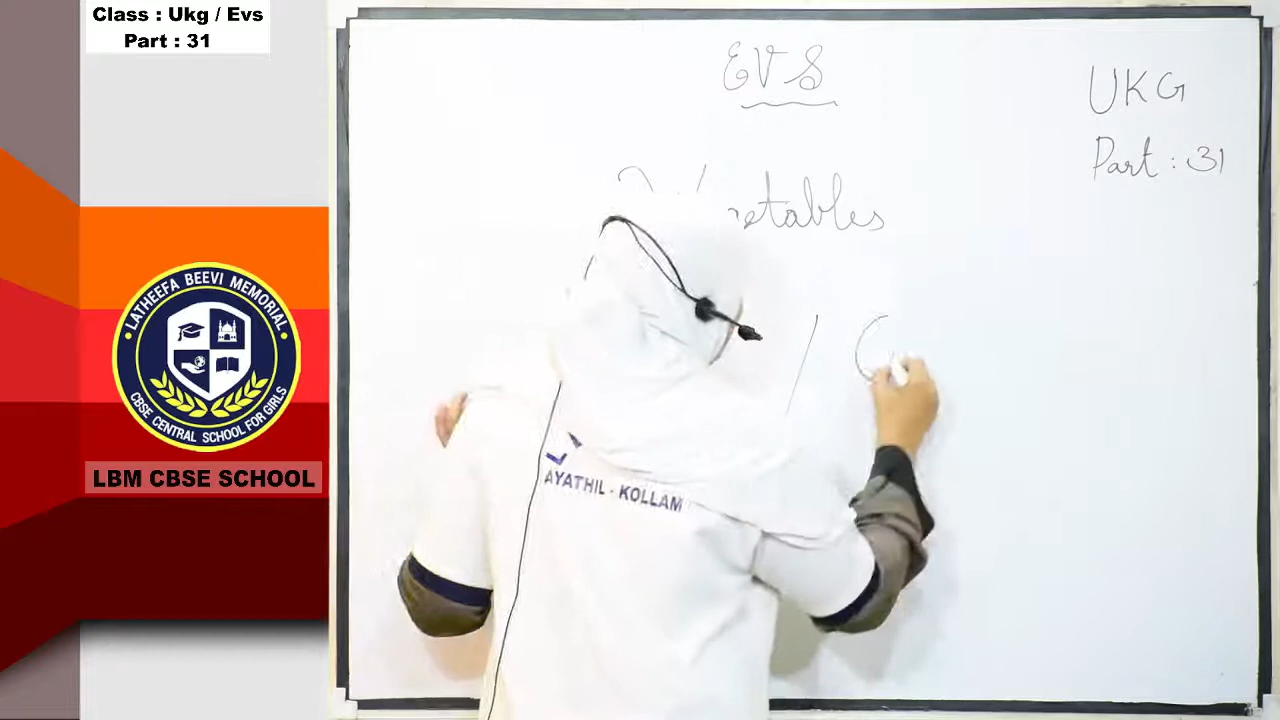 Class : Ukg / Evs
Part : 31
EVS
UKG
Part : 31
LATHEEFA BEEVI MEMORIAL
CBSE CENTRAL SCHOOL FOR GIRLS
LBM CBSE SCHOOL
AYATHIL - KOLLAM